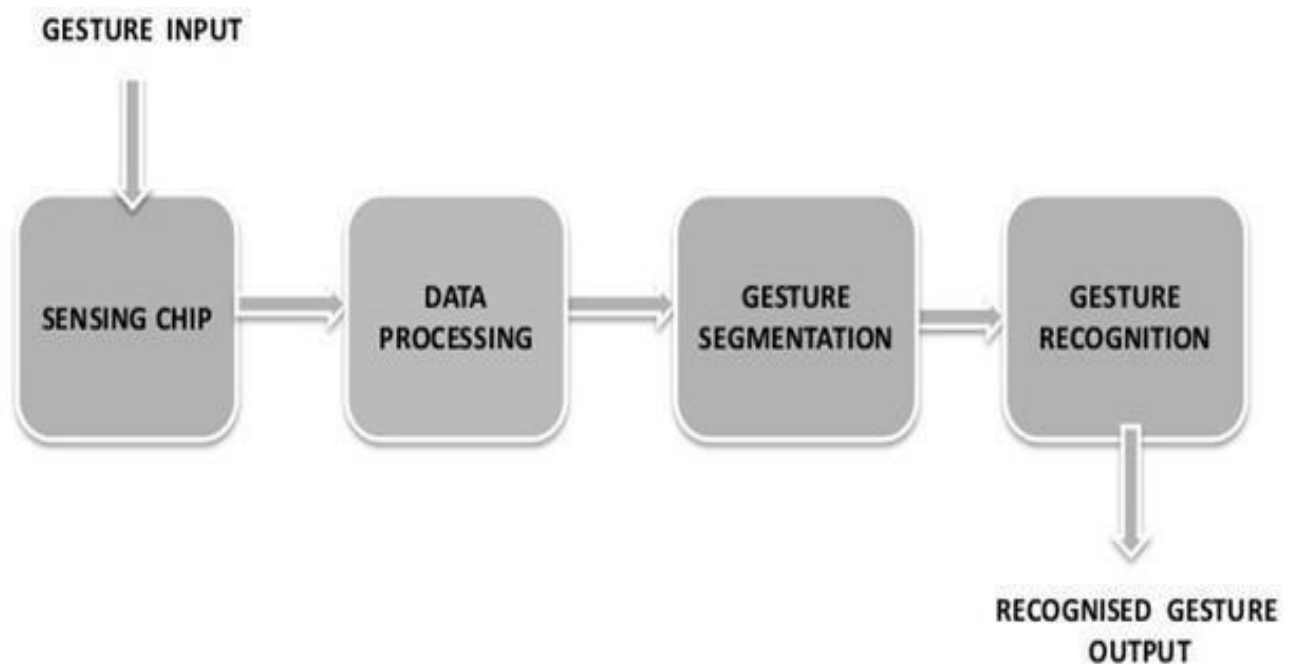 GESTURE INPUT
SENSING CHIP
DATA
PROCESSING
GESTURE
SEGMENTATION
GESTURE
RECOGNITION
RECOGNISED GESTURE
OUTPUT